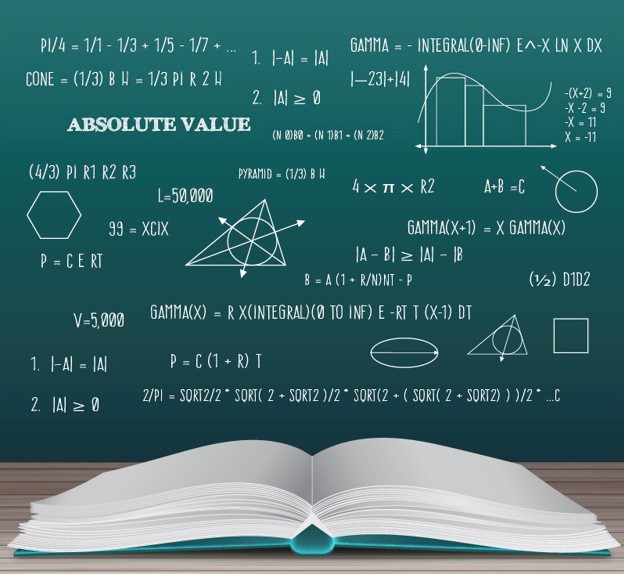 PI/4 = 1/1 - 1/3 + 1/5 - 1/7 + ...
1. |-A| = |A|
GAMMA = - INTEGRAL(0-INF) E^-X LN X DX
CONE = (1/3) B H = 1/3 PI R 2 H
|—23|+|4|
2. |A| ≥ 0
-(X+2) = 9
-X -2 = 9
-X = 11
X = -11
ABSOLUTE VALUE
(N 0)B0 + (N 1)B1 ~ (N 2)B2
(4/3) PI R1 R2 R3
PYRAMID = (1/3) B H
4 × π × R2
A+B =C
L=50,000
99 = XCIX
GAMMA(X+1) = X GAMMA(X)
P = C E RT
|A - B| ≥ |A| - |B
B = A (1 + R/N)NT - P
(½) D1D2
V=5,000
GAMMA(X) = R X(INTEGRAL)(0 TO INF) E -RT T (X-1) DT
1. |-A| = |A|
P = C (1 + R) T
2. |A| ≥ 0
2/PI = SQRT2/2 * SQRT( 2 + SQRT2 )/2 * SQRT(2 + ( SQRT( 2 + SQRT2) ) )/2 * ...C